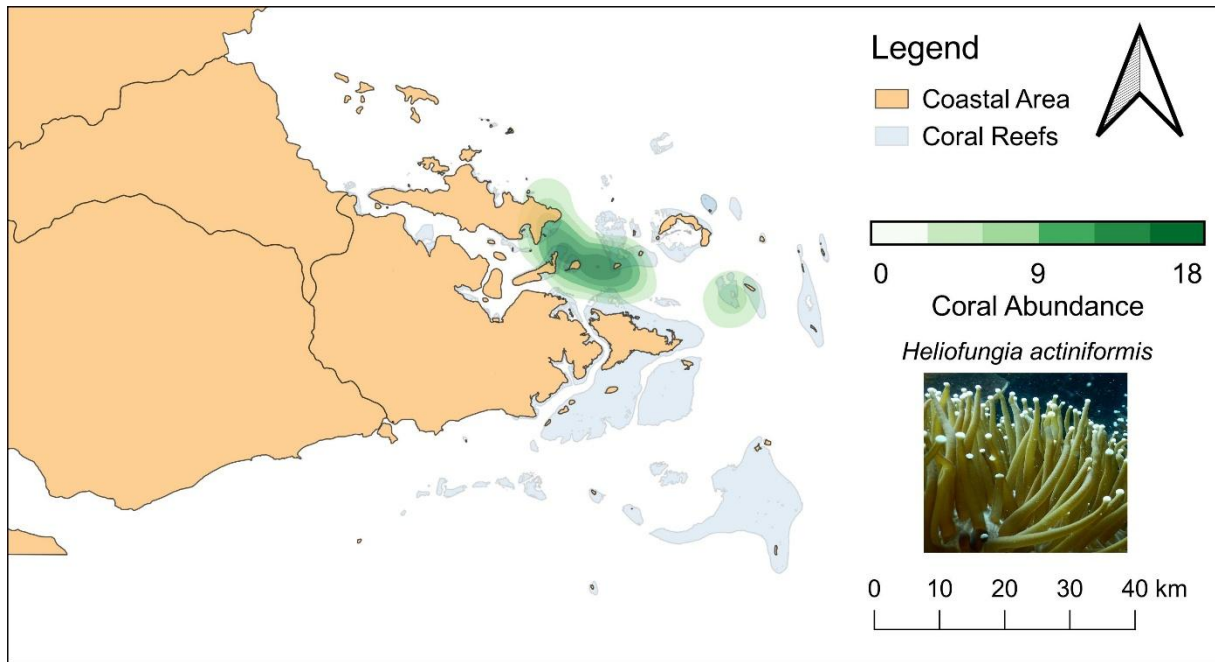 Legend
Coastal Area
Coral Reefs
0 9 18
Coral Abundance
Heliofungia actiniformis
0 10 20 30 40 km